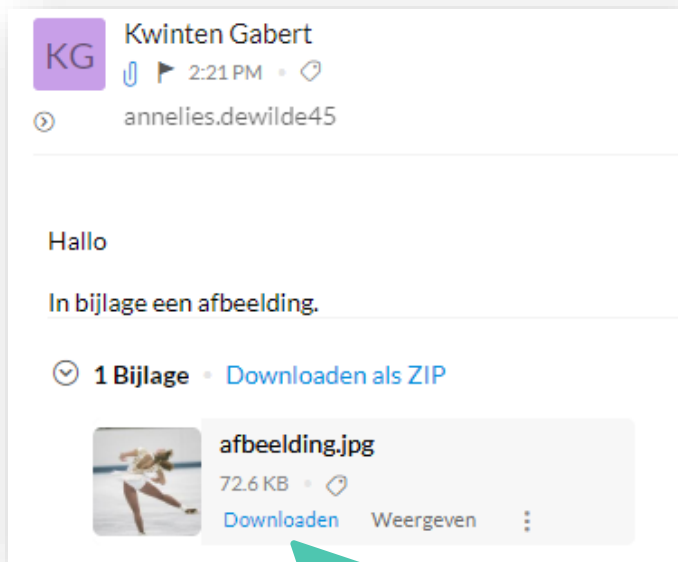 KG
Kwinten Gabert
2:21 PM
annelies.dewilde45
Hallo
In bijlage een afbeelding.
1 Bijlage • Downloaden als ZIP
afbeelding.jpg
72.6 KB
Downloaden Weergeven